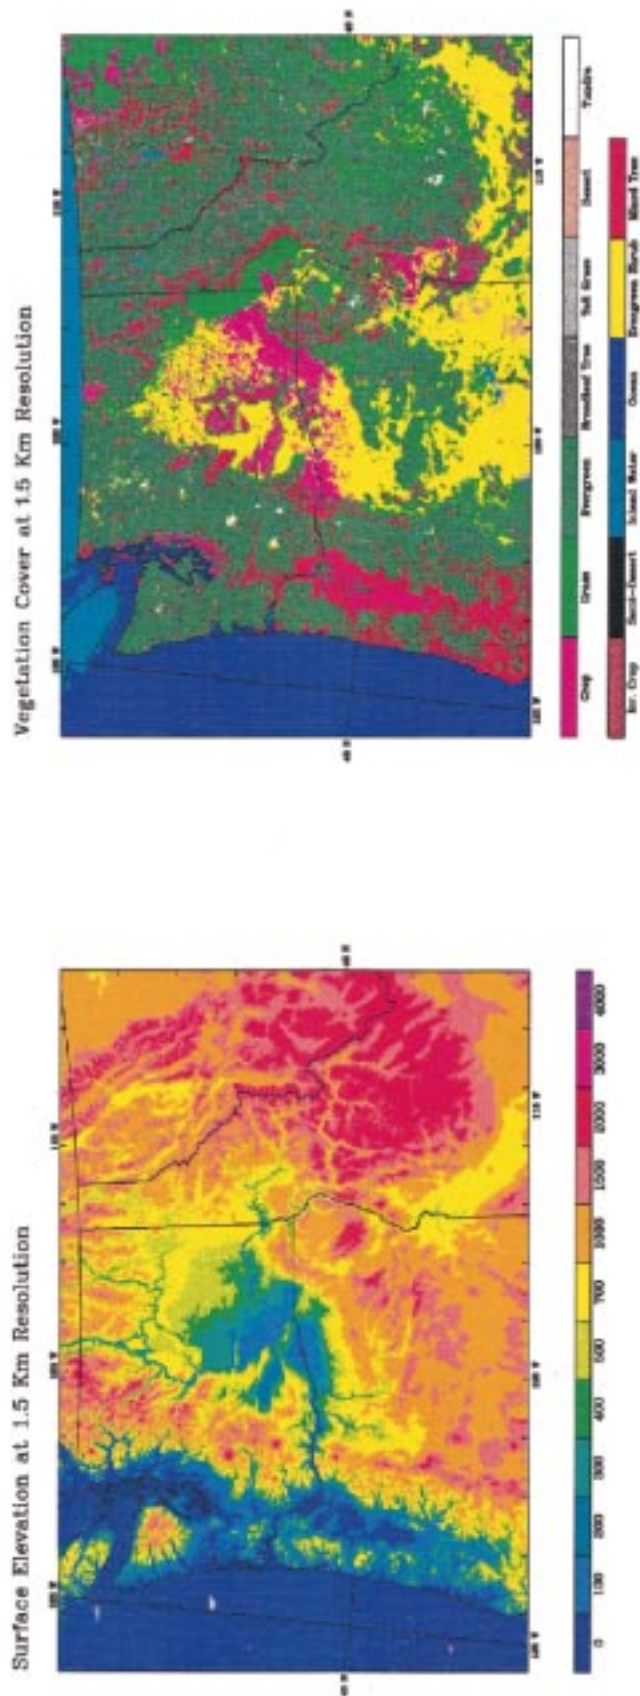 Surface Elevation at 1.5 Km Resolution
0 100 200 300 400 500 700 1000 1500 2000 3000 4000
Vegetation Cover at 1.5 Km Resolution
Crop Grass Evergreen Broadleaf Tree Tall Grass Desert Tundra
Irr. Crop Semi-Desert Inland Water Ocean Evergreen Shrub Mixed Tree